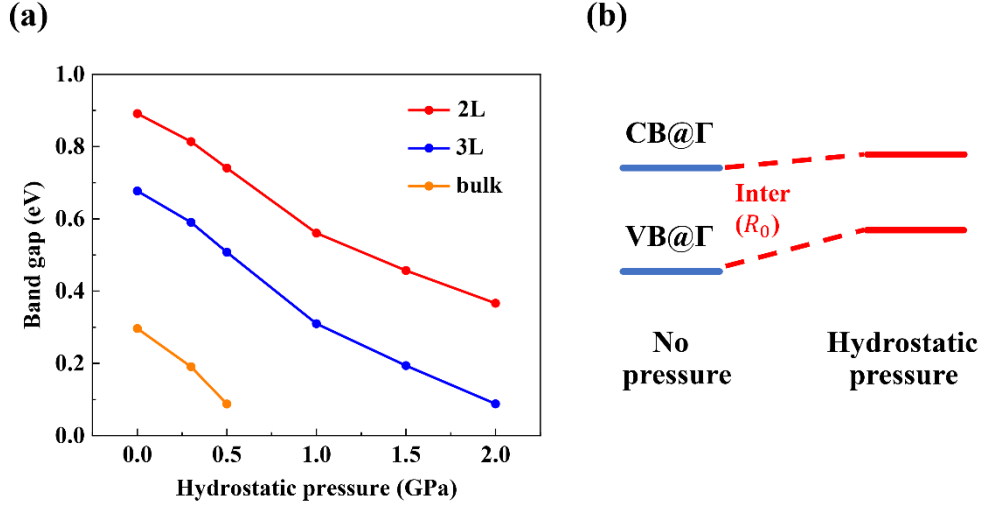 (a)
1.0
0.8
0.6
0.4
0.2
0.0
Band gap (eV)
2L
3L
bulk
0.0 0.5 1.0 1.5 2.0
Hydrostatic pressure (GPa)
(b)
CB@Γ
Inter
(R₀)
VB@Γ
No
pressure
Hydrostatic
pressure